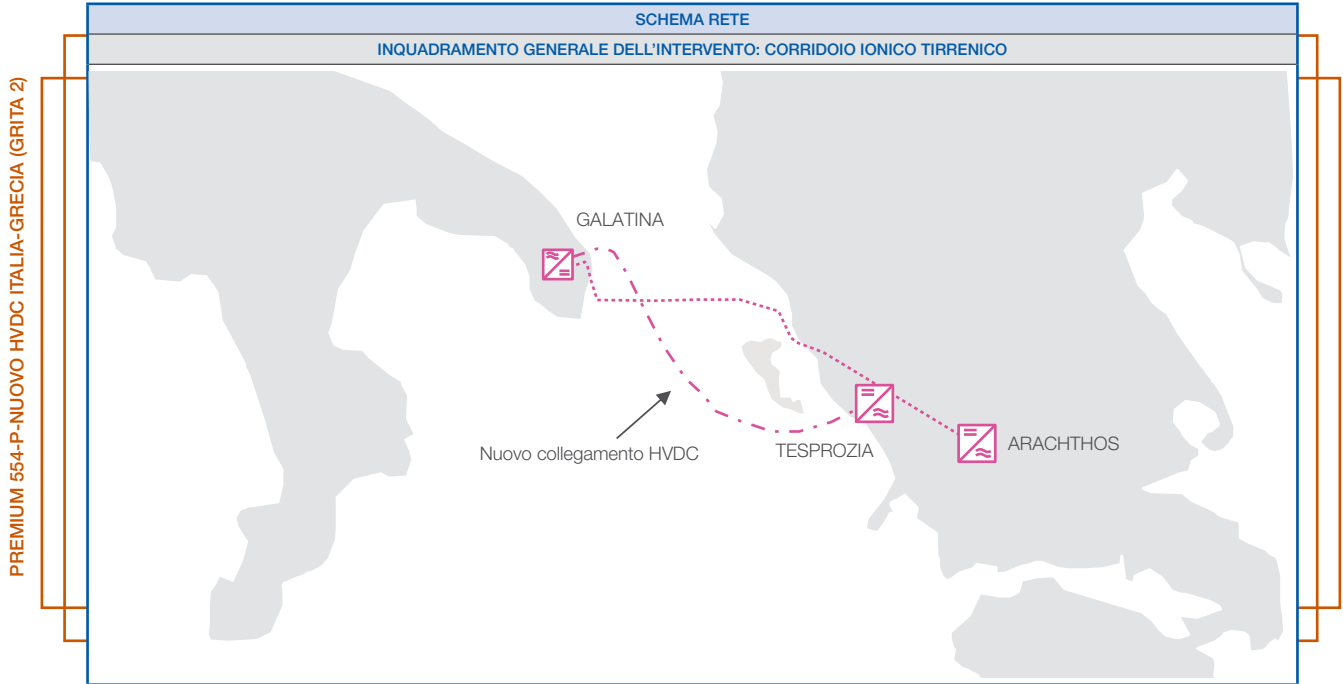 SCHEMA RETE
INQUADRAMENTO GENERALE DELL'INTERVENTO: CORRIDOIO IONICO TIRRENICO
PREMIUM 554-P-NUOVO HVDC ITALIA-GRECIA (GRITA 2)
GALATINA
Nuovo collegamento HVDC
TESPROZIA
ARACHTHOS